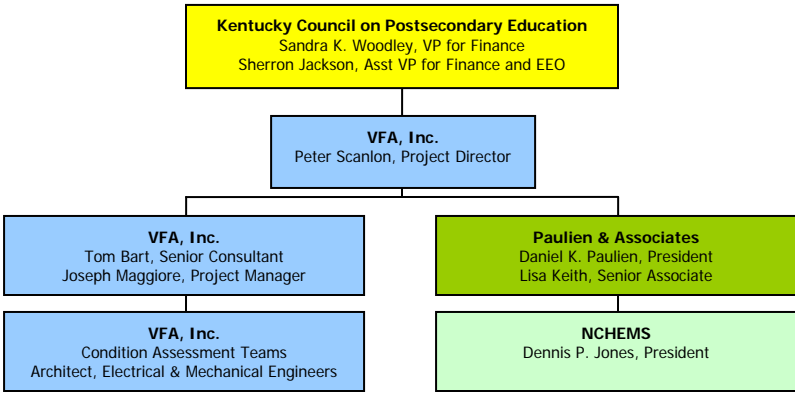 Kentucky Council on Postsecondary Education
Sandra K. Woodley, VP for Finance
Sherron Jackson, Asst VP for Finance and EEO
VFA, Inc.
Peter Scanlon, Project Director
VFA, Inc.
Tom Bart, Senior Consultant
Joseph Maggiore, Project Manager
Paulien & Associates
Daniel K. Paulien, President
Lisa Keith, Senior Associate
VFA, Inc.
Condition Assessment Teams
Architect, Electrical & Mechanical Engineers
NCHEMS
Dennis P. Jones, President